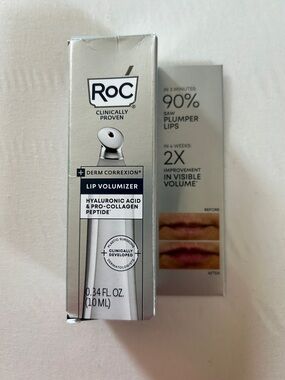 RoC
CLINICALLY
PROVEN
+ DERM CORREXION®
LIP VOLUMIZER
HYALURONIC ACID
& PRO-COLLAGEN
PEPTIDE
CLINICALLY
DEVELOPED
0.34 FL. OZ.
(10 ML)
IN 3 MINUTES
90%
SAW
PLUMPER
LIPS
IN 4 WEEKS
2X
IMPROVEMENT
IN VISIBLE
VOLUME
BEFORE
AFTER